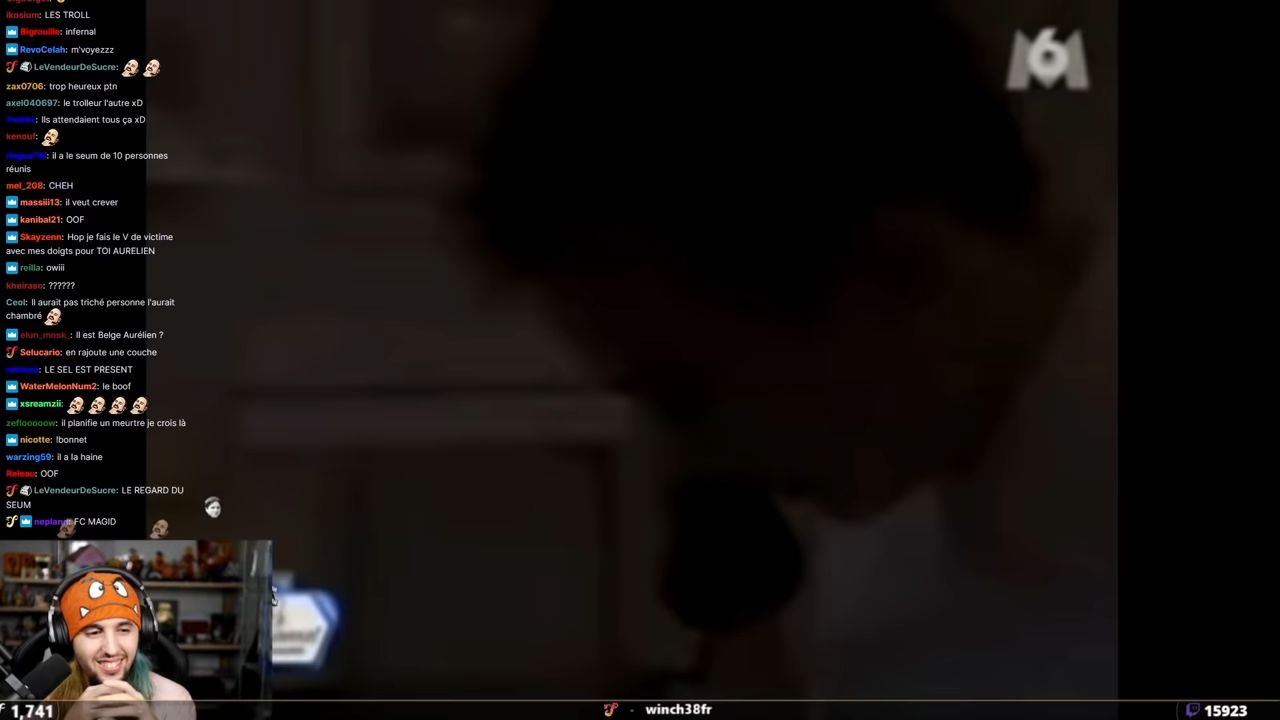 ikosium: LES TROLL
Bigrouille: infernal
RevoCelah: m'voyezzz
LeVendeurDeSucre:
zax0706: trop heureux ptn
axel040697: le trolleur l'autre xD
: Ils attendaient tous ça xD
kenouf:
: il a le seum de 10 personnes
réunis
mel_208: CHEH
massiii13: il veut crever
kanibal21: OOF
Skayzenn: Hop je fais le V de victime
avec mes doigts pour TOI AURELIEN
reilla: owiii
kheiraso: ??????
Ceol: Il aurait pas triché personne l'aurait
chambré
elun_mosk_: Il est Belge Aurélien ?
Selucario: en rajoute une couche
: LE SEL EST PRESENT
WaterMelonNum2: le boof
xsreamzii:
zeflooooow: il planifie un meurtre je crois là
nicotte: !bonnet
warzing59: il a la haine
: OOF
LeVendeurDeSucre: LE REGARD DU
SEUM
: FC MAGID
M6
1,741
- winch38fr
15923